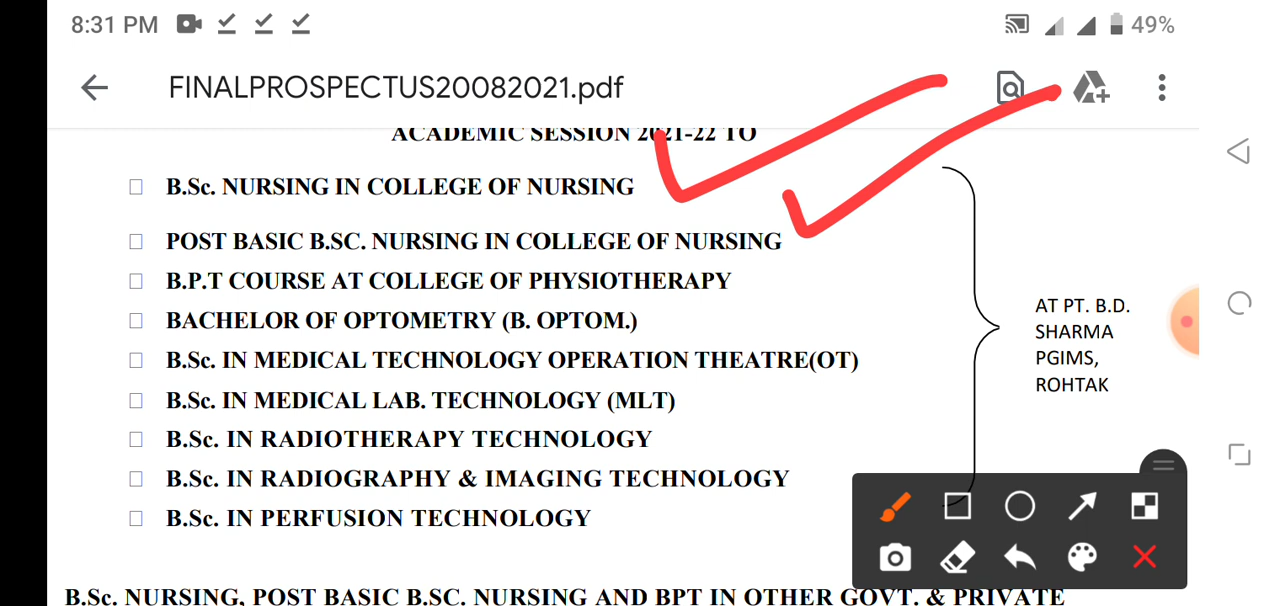 8:31 PM 49%
FINALPROSPECTUS20082021.pdf
ACADEMIC SESSION 2021-22 TO
B.Sc. NURSING IN COLLEGE OF NURSING
POST BASIC B.SC. NURSING IN COLLEGE OF NURSING
B.P.T COURSE AT COLLEGE OF PHYSIOTHERAPY
BACHELOR OF OPTOMETRY (B. OPTOM.)
B.Sc. IN MEDICAL TECHNOLOGY OPERATION THEATRE(OT)
B.Sc. IN MEDICAL LAB. TECHNOLOGY (MLT)
B.Sc. IN RADIOTHERAPY TECHNOLOGY
B.Sc. IN RADIOGRAPHY & IMAGING TECHNOLOGY
B.Sc. IN PERFUSION TECHNOLOGY
AT PT. B.D.
SHARMA
PGIMS,
ROHTAK
B.Sc. NURSING, POST BASIC B.SC. NURSING AND BPT IN OTHER GOVT. & PRIVATE